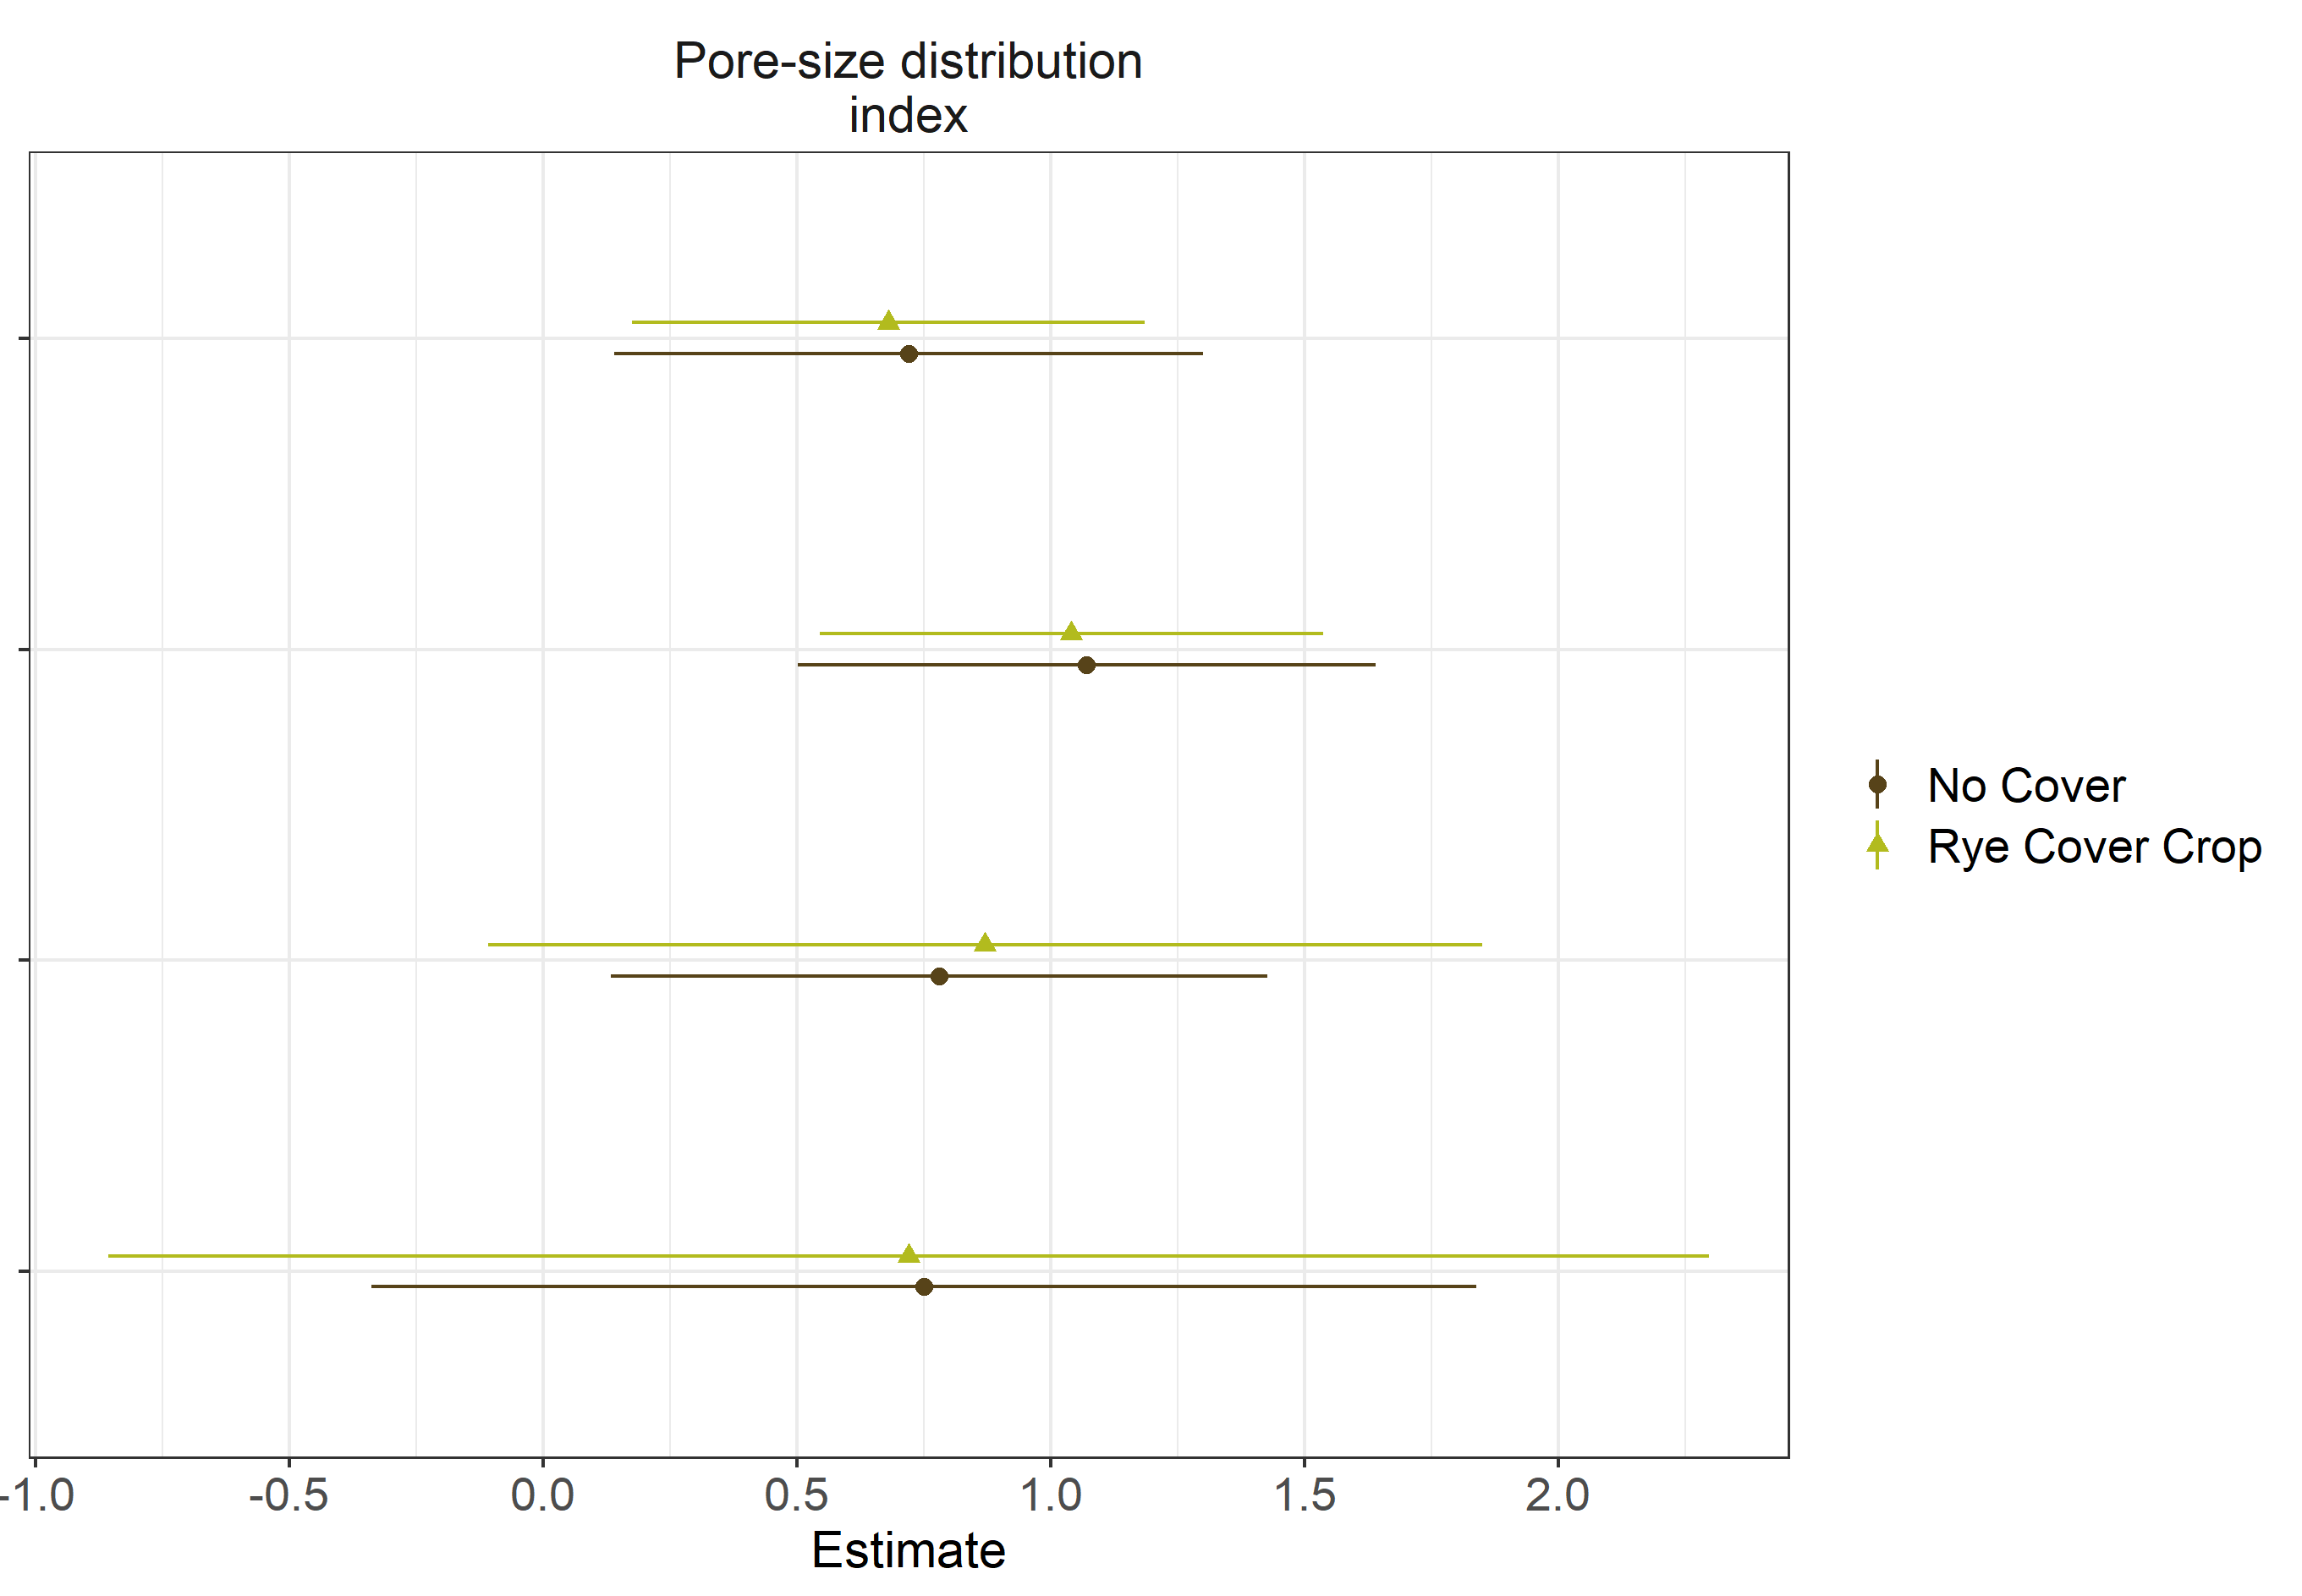 Pore-size distribution
index
No Cover
Rye Cover Crop
-1.0 -0.5 0.0 0.5 1.0 1.5 2.0
Estimate